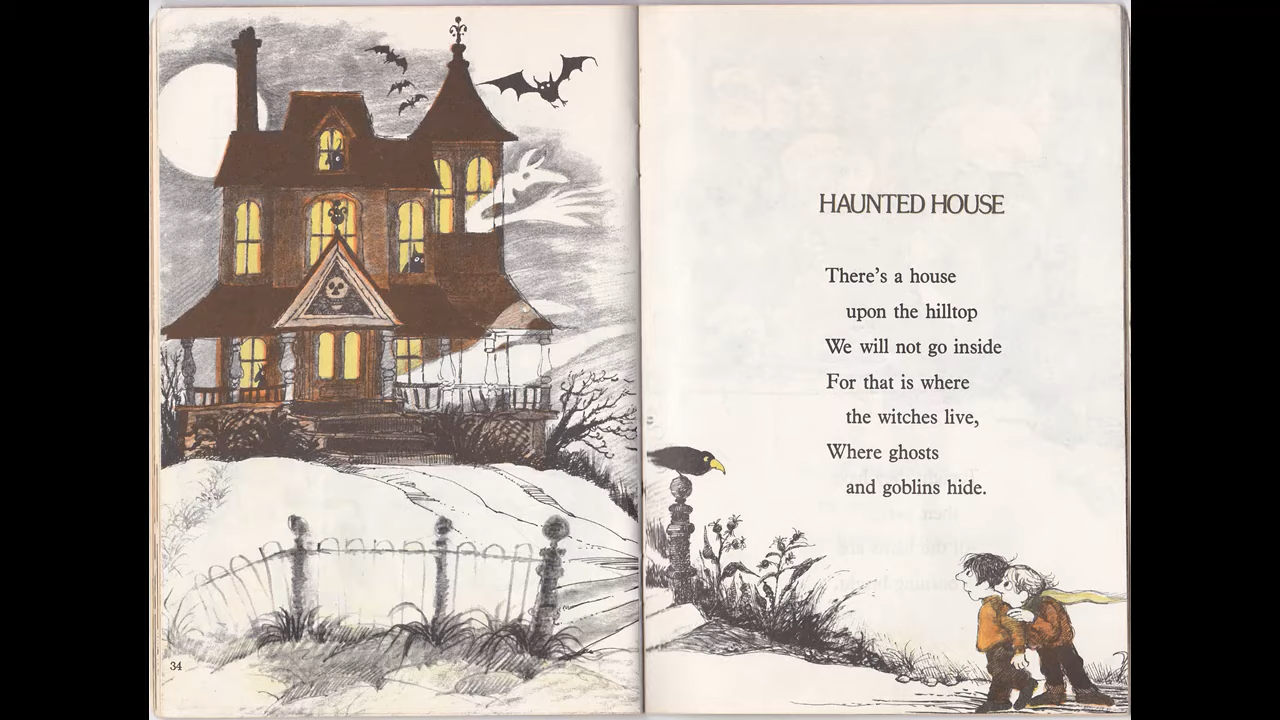 34
HAUNTED HOUSE
There's a house
upon the hilltop
We will not go inside
For that is where
the witches live,
Where ghosts
and goblins hide.